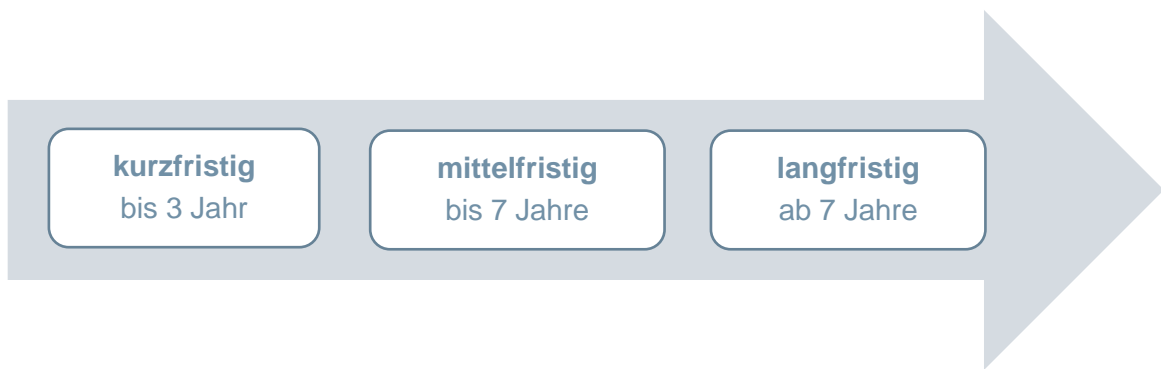 kurzfristig
bis 3 Jahr
mittelfristig
bis 7 Jahre
langfristig
ab 7 Jahre